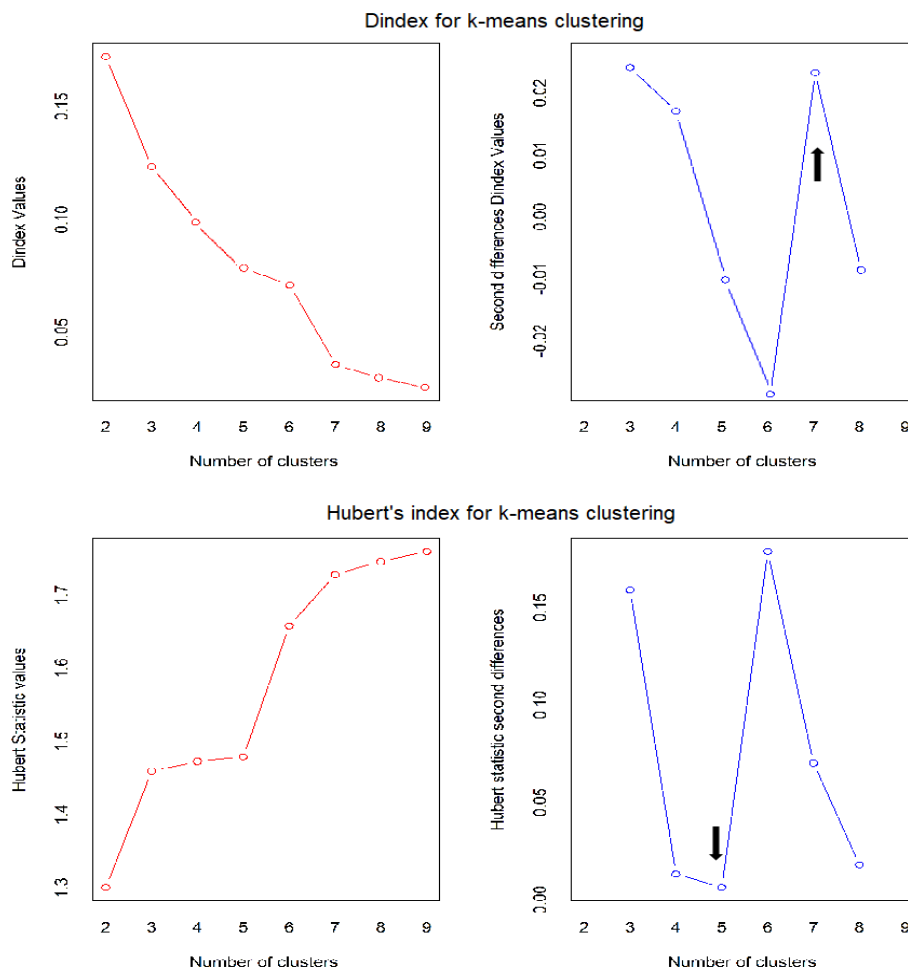 Dindex for k-means clustering
Dindex Values
0.05 0.10 0.15
2 3 4 5 6 7 8 9
Number of clusters
Second differences Dindex Values
-0.02 -0.01 0.00 0.01 0.02
2 3 4 5 6 7 8 9
Number of clusters
Hubert's index for k-means clustering
Hubert Statistic values
1.3 1.4 1.5 1.6 1.7
2 3 4 5 6 7 8 9
Number of clusters
Hubert statistic second differences
0.00 0.05 0.10 0.15
2 3 4 5 6 7 8 9
Number of clusters